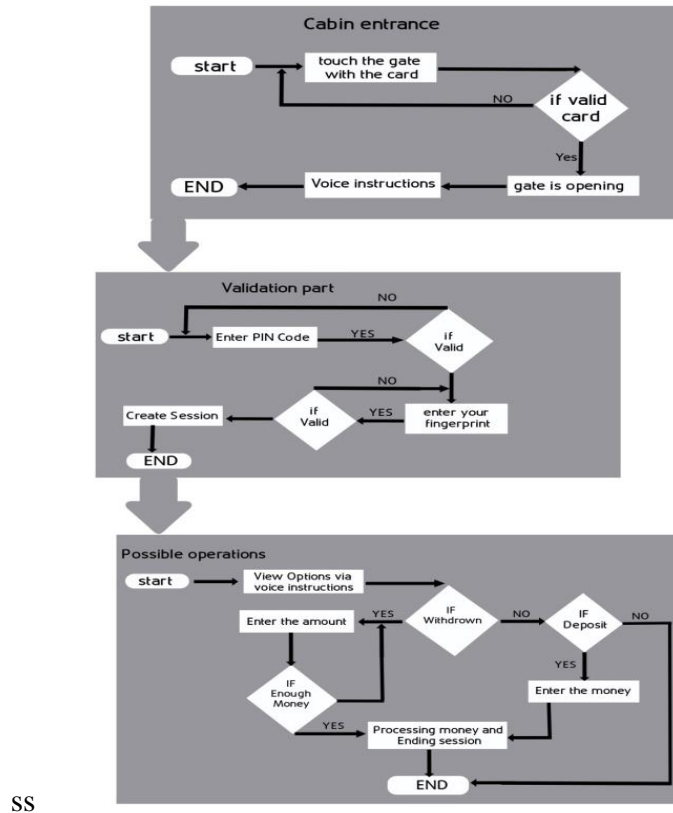 Cabin entrance
start
touch the gate
with the card
NO
if valid
card
Yes
END
Voice instructions
gate is opening
Validation part
NO
start
Enter PIN Code
YES
if
Valid
NO
Create Session
if
Valid
YES
enter your
fingerprint
END
Possible operations
start
View Options via
voice instructions
Enter the amount
YES
IF
Withdrown
NO
IF
Deposit
NO
YES
IF
Enough
Money
Enter the money
YES
Processing money and
Ending session
END
ss